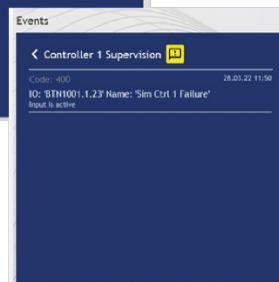 Events
Controller 1 Supervision
Code: 400
28.03.22 11:50
IO: 'BTN1001.1.23' Name: 'Sim Ctrl 1 Failure'
Input is active